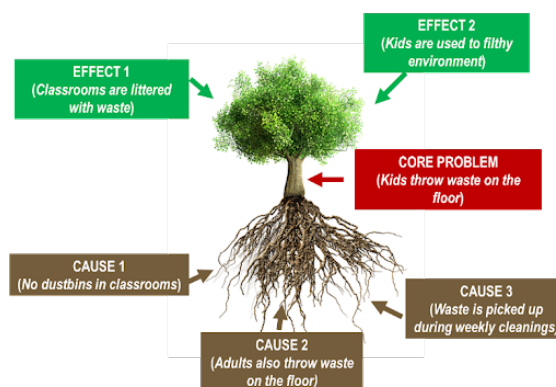 EFFECT 2
(Kids are used to filthy
environment)
EFFECT 1
(Classrooms are littered
with waste)
CORE PROBLEM
(Kids throw waste on the
floor)
CAUSE 1
(No dustbins in classrooms)
CAUSE 3
(Waste is picked up
during weekly cleanings)
CAUSE 2
(Adults also throw waste
on the floor)